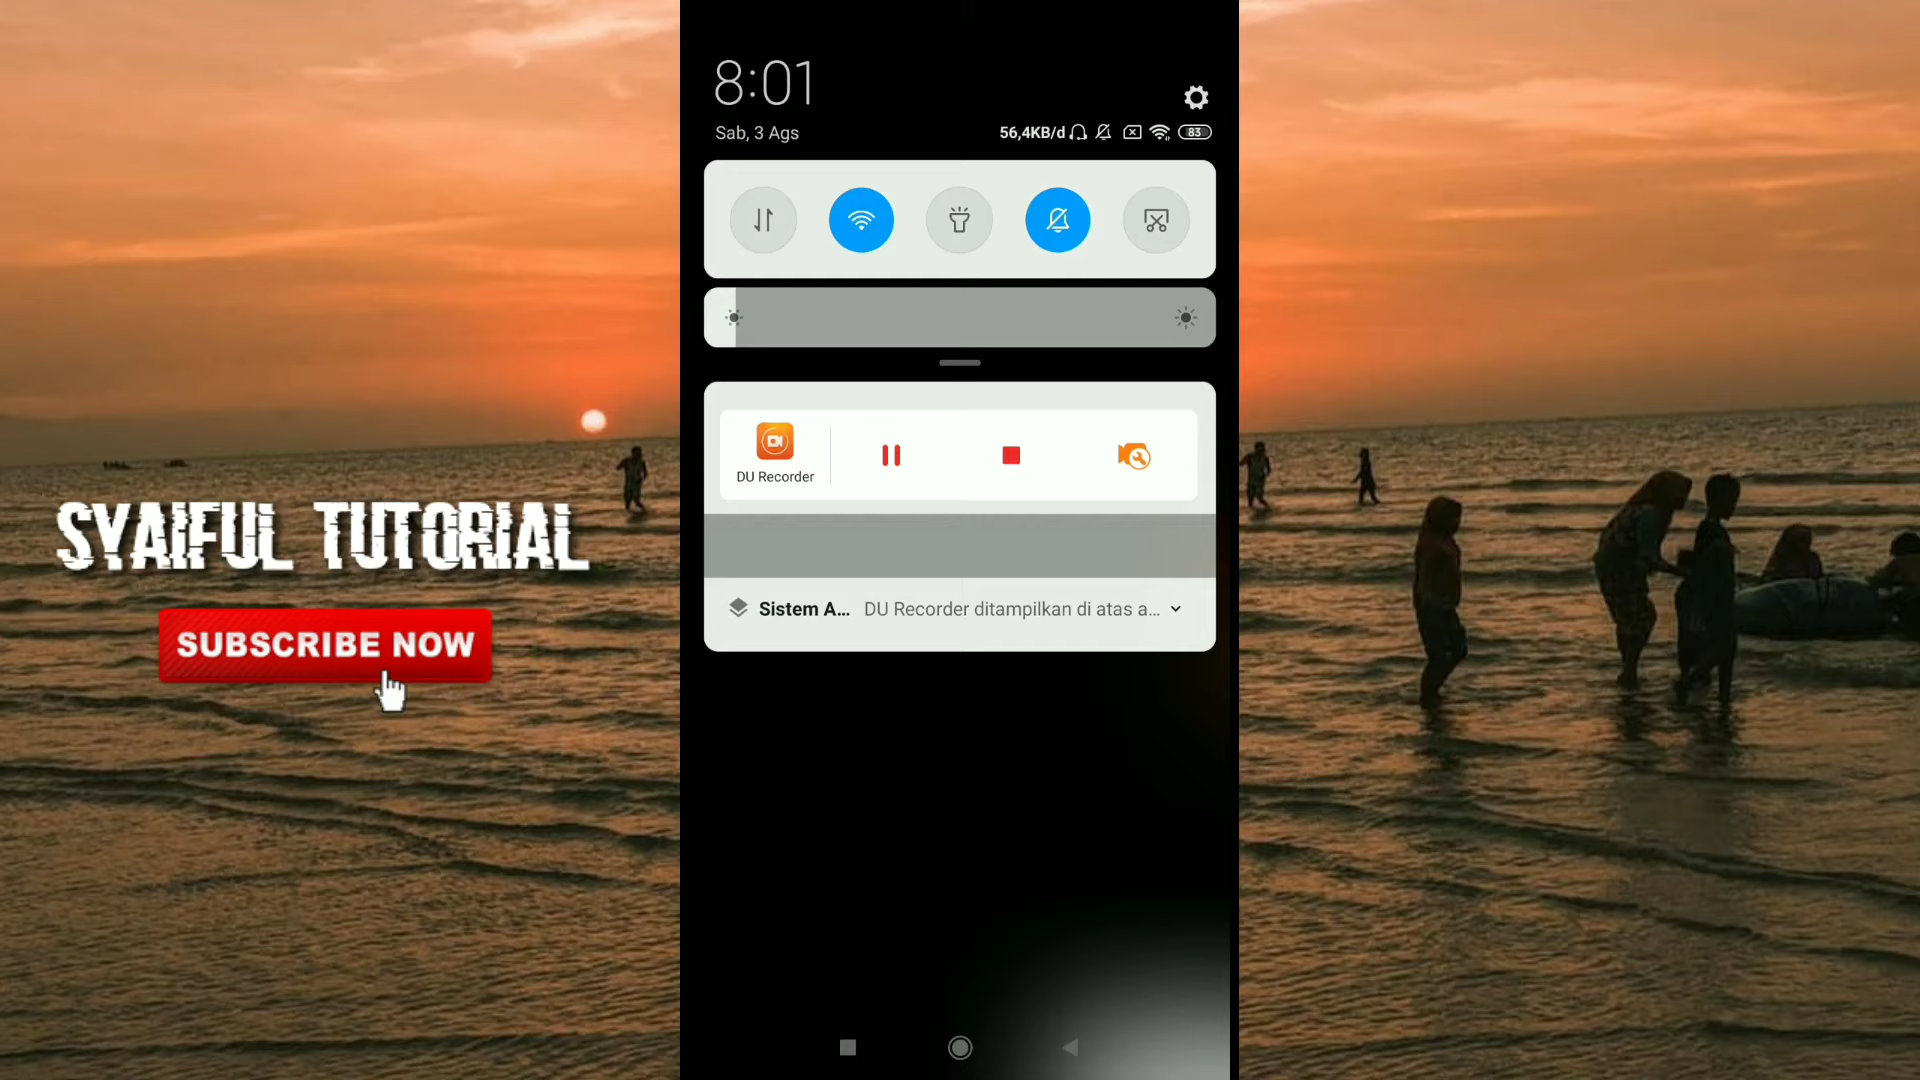 8:01
Sab, 3 Ags
56,4KB/d
83
DU Recorder
SYAIFUL TUTORIAL
Sistem A... DU Recorder ditampilkan di atas a...
SUBSCRIBE NOW